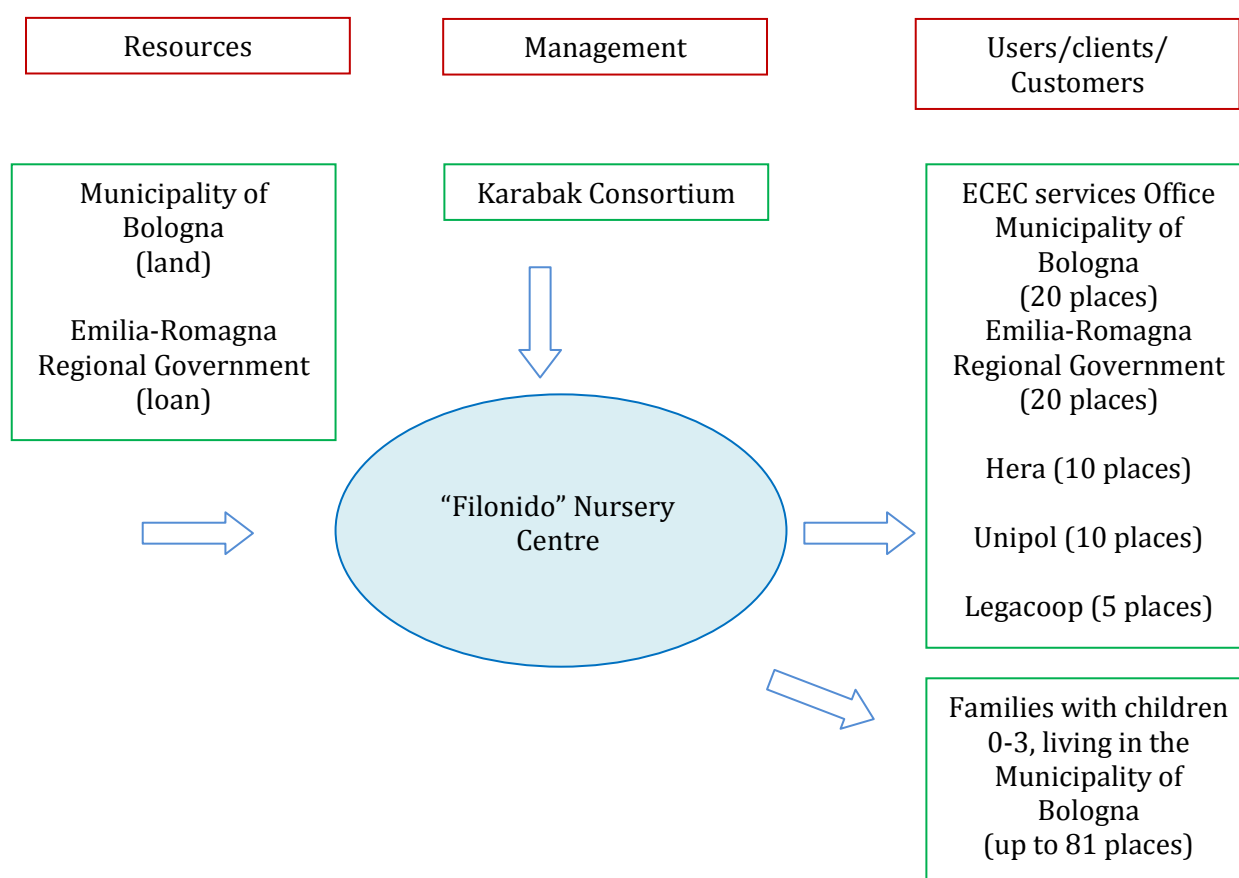 Resources
Management
Users/clients/
Customers
Municipality of
Bologna
(land)
Emilia-Romagna
Regional Government
(loan)
Karabak Consortium
“Filonido” Nursery
Centre
ECEC services Office
Municipality of
Bologna
(20 places)
Emilia-Romagna
Regional Government
(20 places)
Hera (10 places)
Unipol (10 places)
Legacoop (5 places)
Families with children
0-3, living in the
Municipality of
Bologna
(up to 81 places)